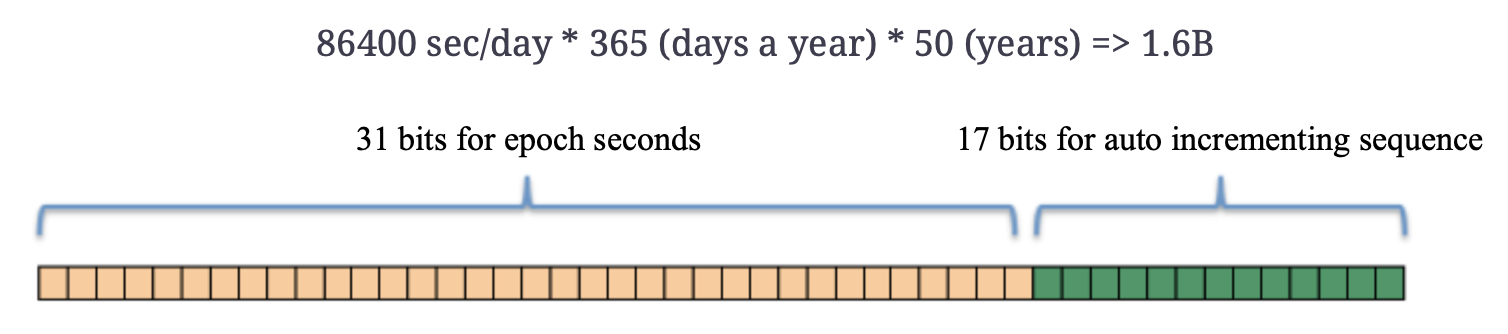 86400 sec/day * 365 (days a year) * 50 (years) => 1.6B
31 bits for epoch seconds
17 bits for auto incrementing sequence